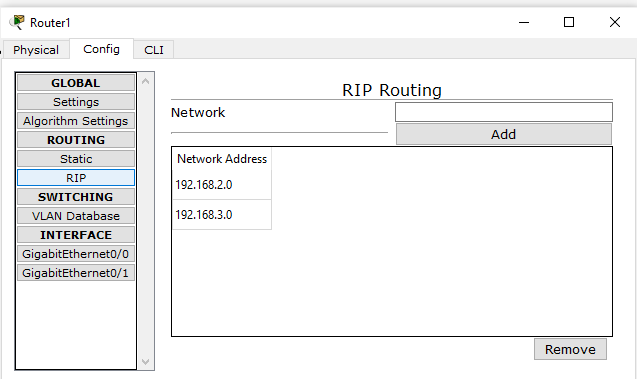 Router1
Physical Config CLI
GLOBAL
Settings
Algorithm Settings
ROUTING
Static
RIP
SWITCHING
VLAN Database
INTERFACE
GigabitEthernet0/0
GigabitEthernet0/1
RIP Routing
Network
Add
Network Address
192.168.2.0
192.168.3.0
Remove